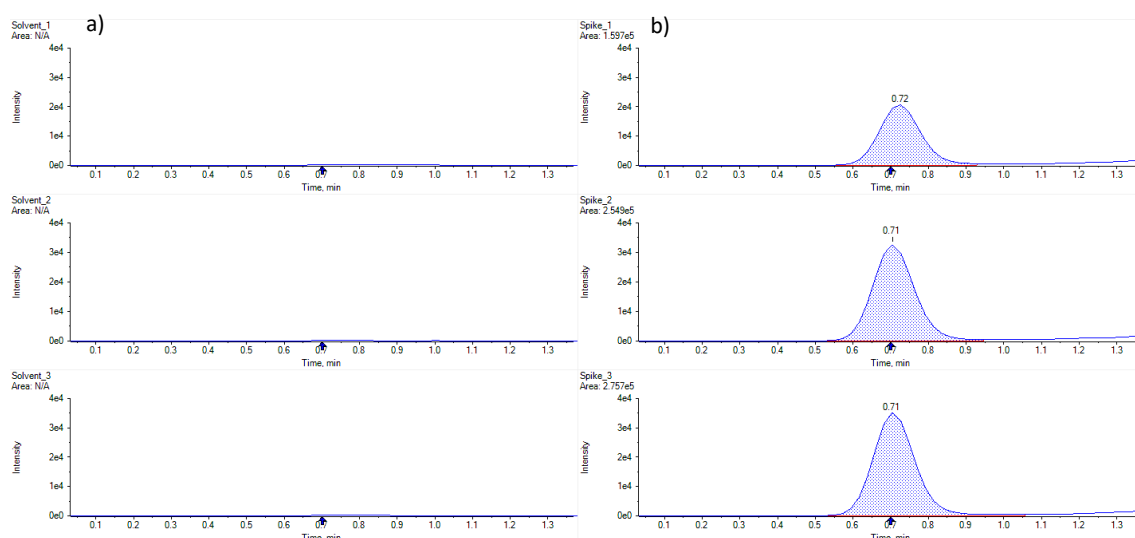 a)
Solvent_1
Area: N/A
4e4
3e4
2e4
1e4
0e0
Intensity
0.1 0.2 0.3 0.4 0.5 0.6 0.7 0.8 0.9 1.0 1.1 1.2 1.3
Time, min
Solvent_2
Area: N/A
4e4
3e4
2e4
1e4
0e0
Intensity
0.1 0.2 0.3 0.4 0.5 0.6 0.7 0.8 0.9 1.0 1.1 1.2 1.3
Time, min
Solvent_3
Area: N/A
4e4
3e4
2e4
1e4
0e0
Intensity
0.1 0.2 0.3 0.4 0.5 0.6 0.7 0.8 0.9 1.0 1.1 1.2 1.3
Time, min
b)
Spike_1
Area: 1.597e5
4e4
3e4
2e4
1e4
0e0
Intensity
0.72
0.1 0.2 0.3 0.4 0.5 0.6 0.7 0.8 0.9 1.0 1.1 1.2 1.3
Time, min
Spike_2
Area: 2.549e5
4e4
3e4
2e4
1e4
0e0
Intensity
0.71
0.1 0.2 0.3 0.4 0.5 0.6 0.7 0.8 0.9 1.0 1.1 1.2 1.3
Time, min
Spike_3
Area: 2.757e5
4e4
3e4
2e4
1e4
0e0
Intensity
0.71
0.1 0.2 0.3 0.4 0.5 0.6 0.7 0.8 0.9 1.0 1.1 1.2 1.3
Time, min